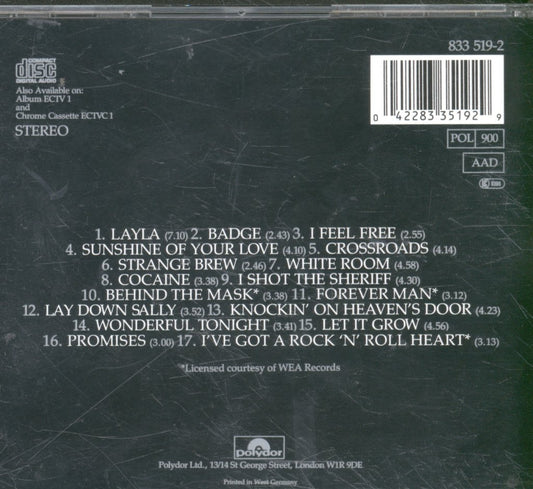 833 519-2
COMPACT
disc
DIGITAL AUDIO
Also Available on:
Album ECTV 1
and
Chrome Cassette ECTVC 1
STEREO
0 42283 35192 9
POL 900
AAD
1. LAYLA (7.10) 2. BADGE (2.43) 3. I FEEL FREE (2.55)
4. SUNSHINE OF YOUR LOVE (4.10) 5. CROSSROADS (4.14)
6. STRANGE BREW (2.46) 7. WHITE ROOM (4.58)
8. COCAINE (3.38) 9. I SHOT THE SHERIFF (4.30)
10. BEHIND THE MASK* (3.38) 11. FOREVER MAN* (3.12)
12. LAY DOWN SALLY (3.52) 13. KNOCKIN' ON HEAVEN'S DOOR (4.23)
14. WONDERFUL TONIGHT (3.41) 15. LET IT GROW (4.56)
16. PROMISES (3.00) 17. I'VE GOT A ROCK 'N' ROLL HEART* (3.13)
*Licensed courtesy of WEA Records
polydor
Polydor Ltd., 13/14 St George Street, London W1R 9DE
Printed in West Germany